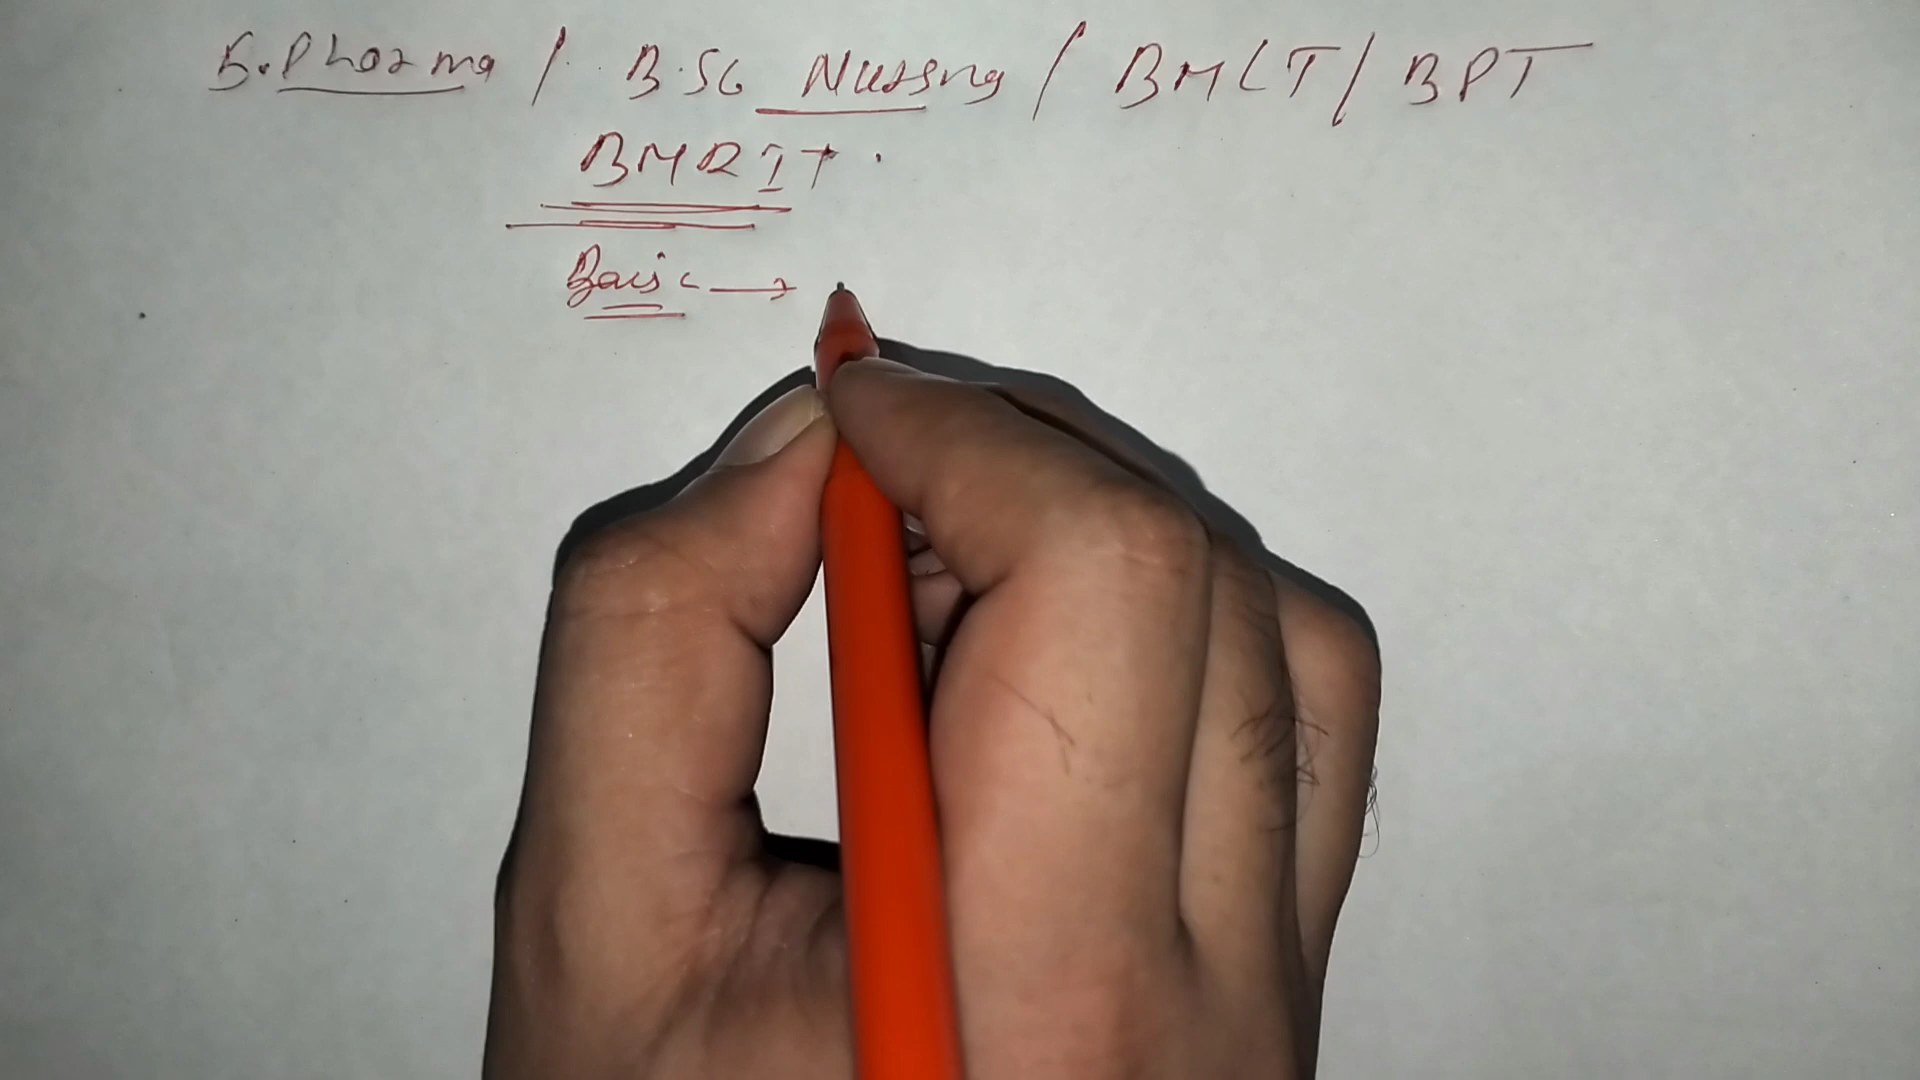 B.Pharma / B.SC Nursing / BMLT / BPT
BMRIT.
Basic →